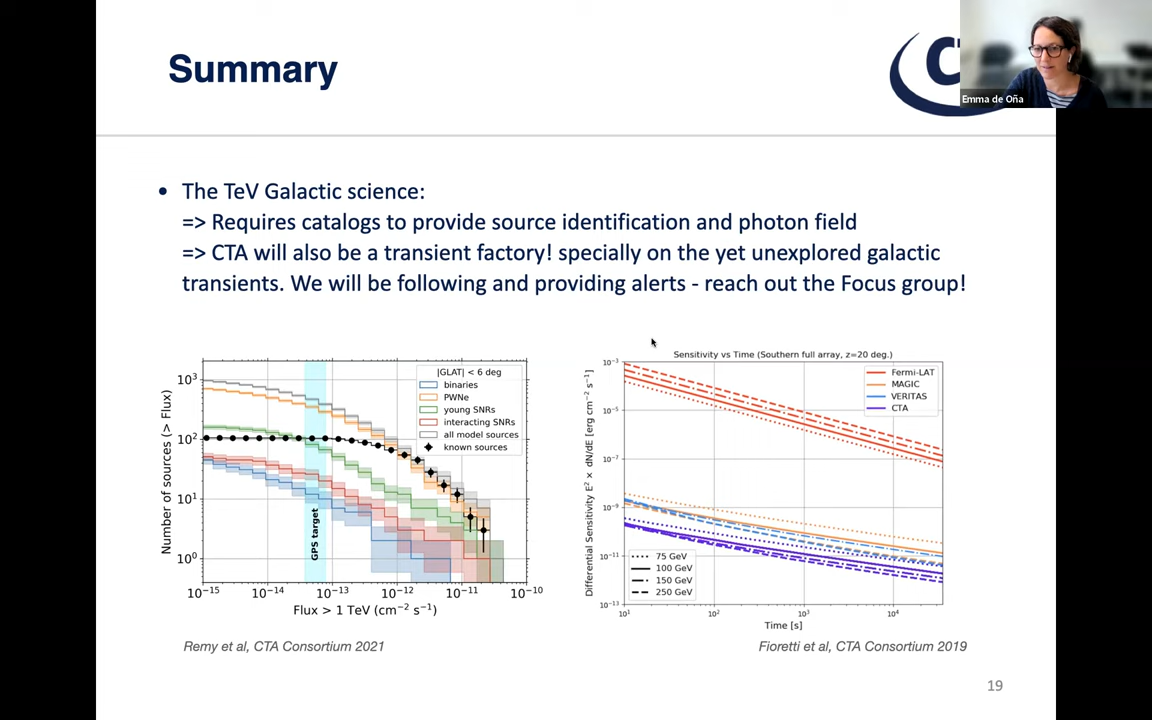 Summary
C
Emma de Oña
• The TeV Galactic science:
=> Requires catalogs to provide source identification and photon field
=> CTA will also be a transient factory! specially on the yet unexplored galactic
transients. We will be following and providing alerts - reach out the Focus group!
Number of sources (> Flux)
10³
10²
10¹
10⁰
|GLAT| < 6 deg
binaries
PWNe
young SNRs
interacting SNRs
all model sources
known sources
GPS target
10⁻¹⁵ 10⁻¹⁴ 10⁻¹³ 10⁻¹² 10⁻¹¹ 10⁻¹⁰
Flux > 1 TeV (cm⁻² s⁻¹)
Remy et al, CTA Consortium 2021
Sensitivity vs Time (Southern full array, z=20 deg.)
Differential Sensitivity E² × dN/dE [erg cm⁻² s⁻¹]
10⁻³
10⁻⁵
10⁻⁷
10⁻⁹
10⁻¹¹
10⁻¹³
Fermi-LAT
MAGIC
VERITAS
CTA
75 GeV
100 GeV
150 GeV
250 GeV
10¹ 10² 10³ 10⁴
Time [s]
Fioretti et al, CTA Consortium 2019
19